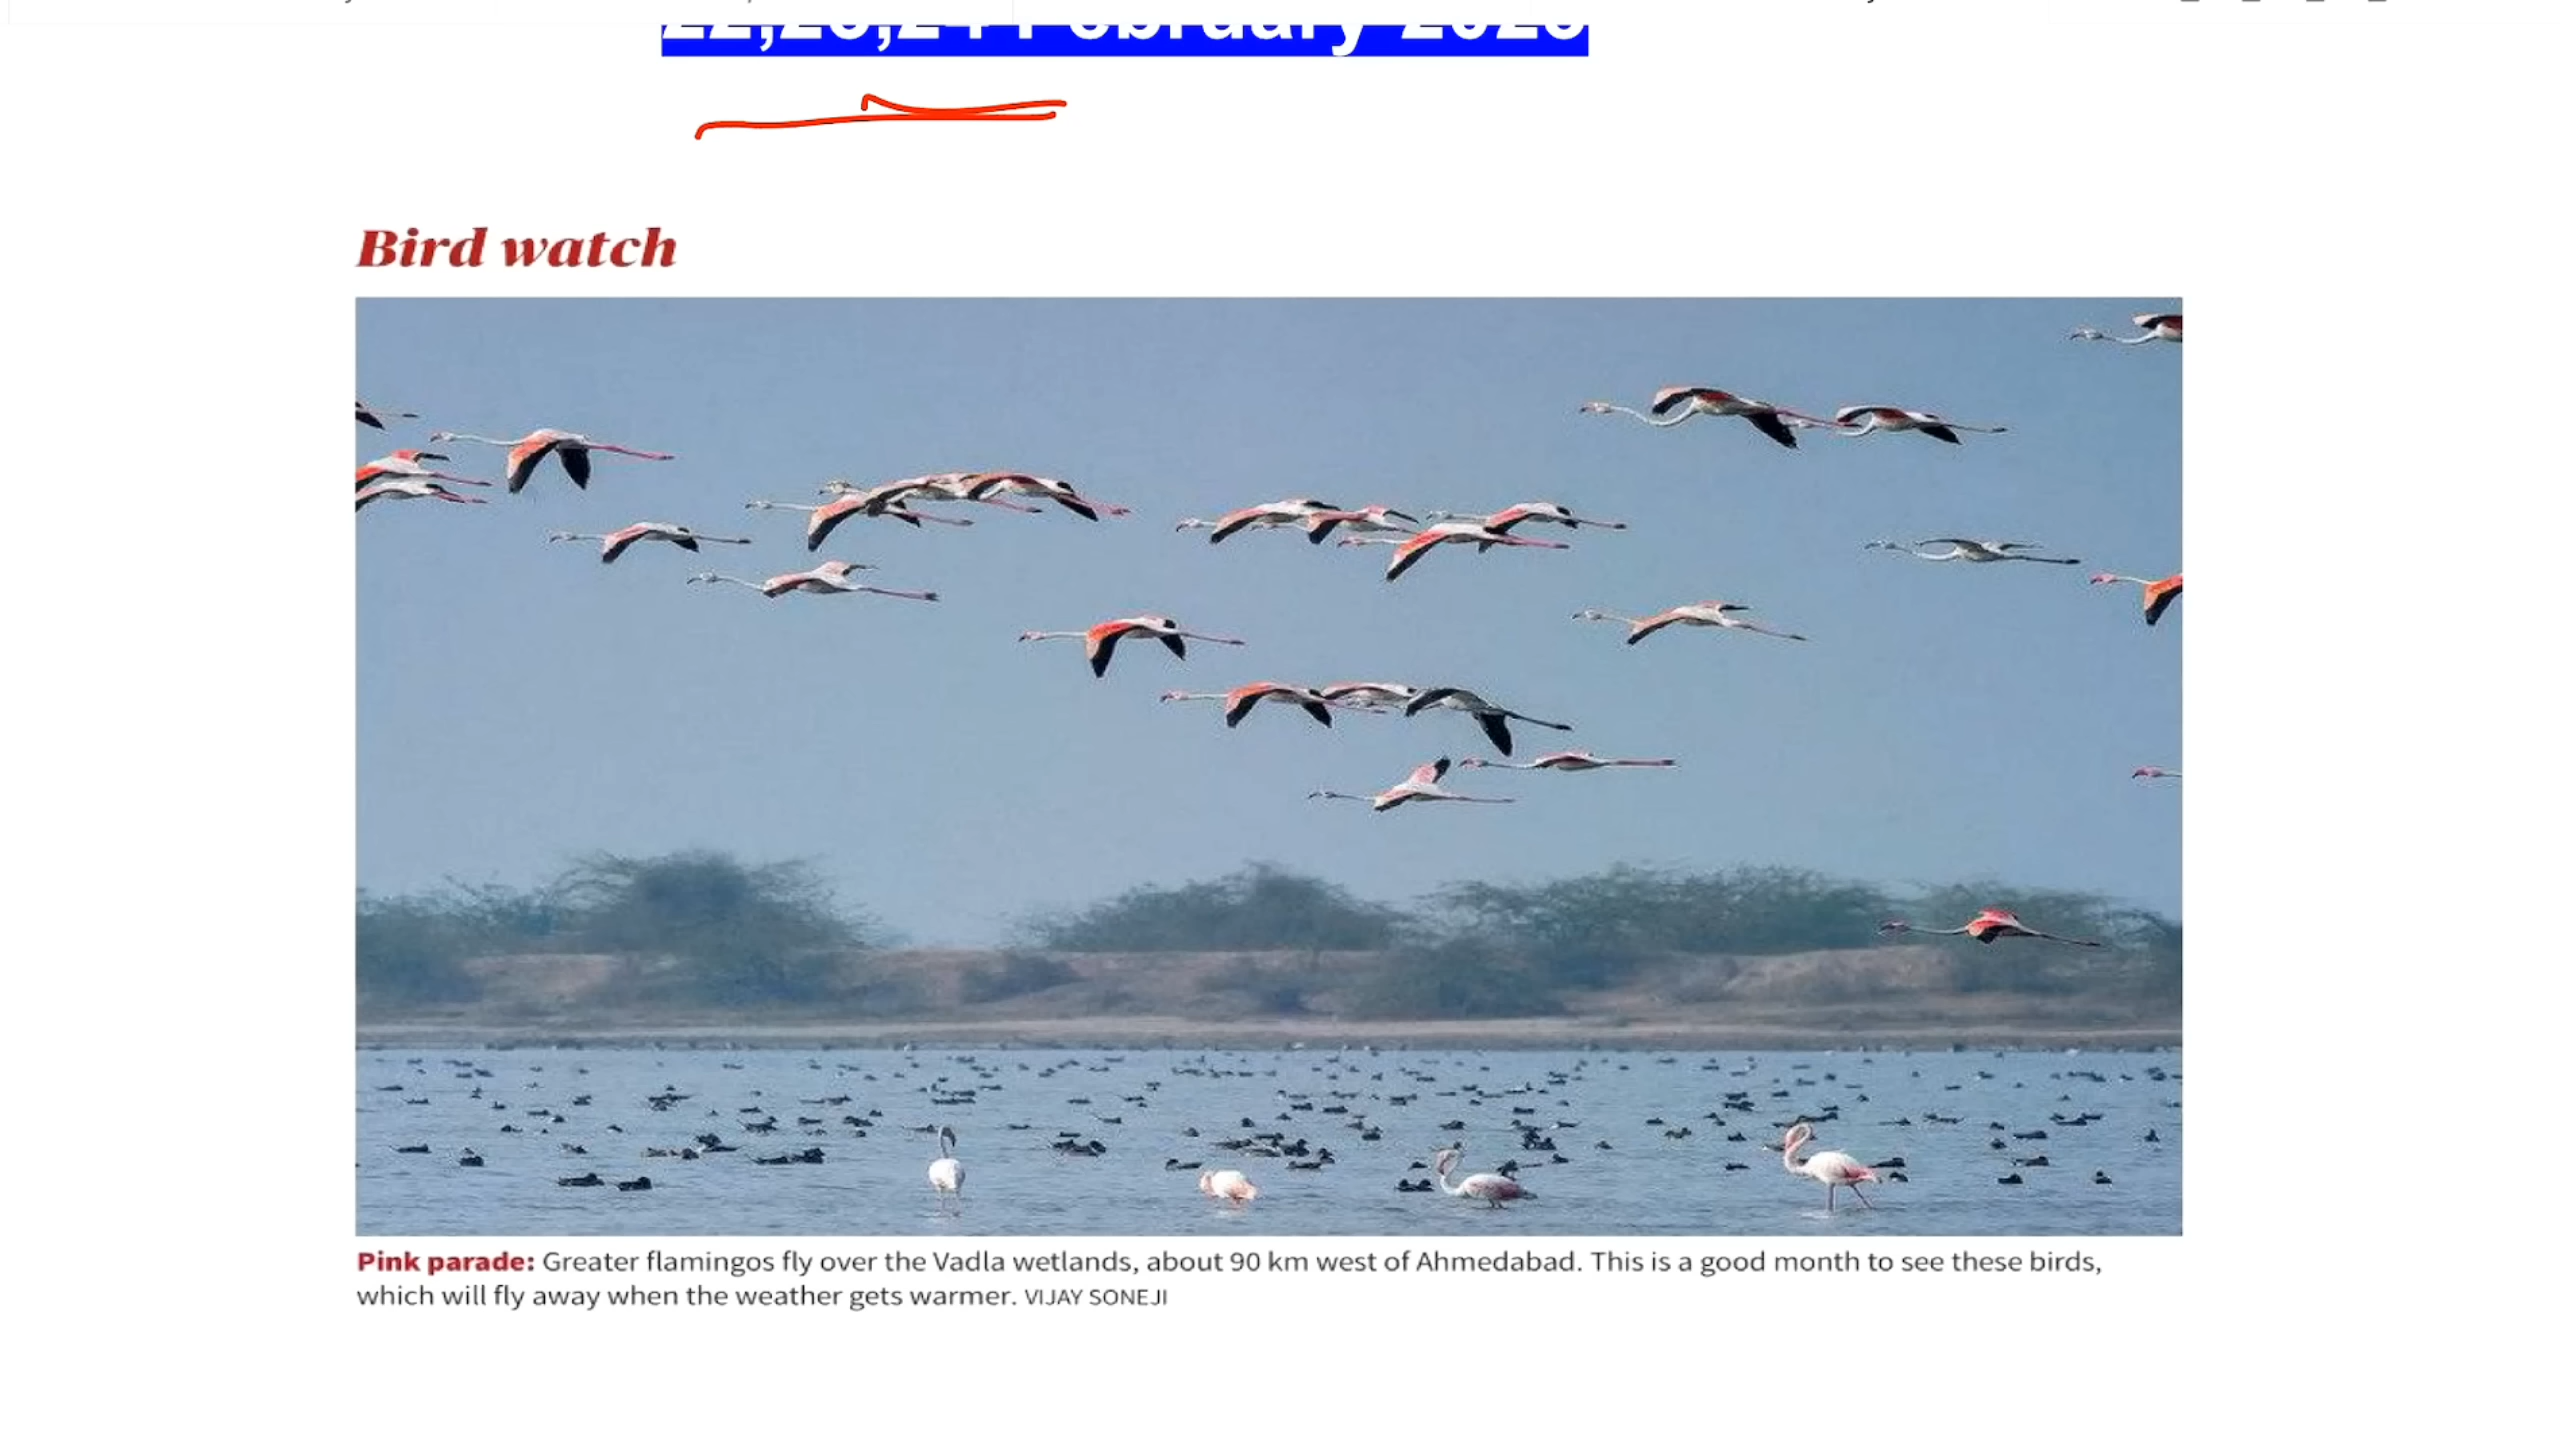 Bird watch
Pink parade: Greater flamingos fly over the Vadla wetlands, about 90 km west of Ahmedabad. This is a good month to see these birds,
which will fly away when the weather gets warmer. VIJAY SONEJI